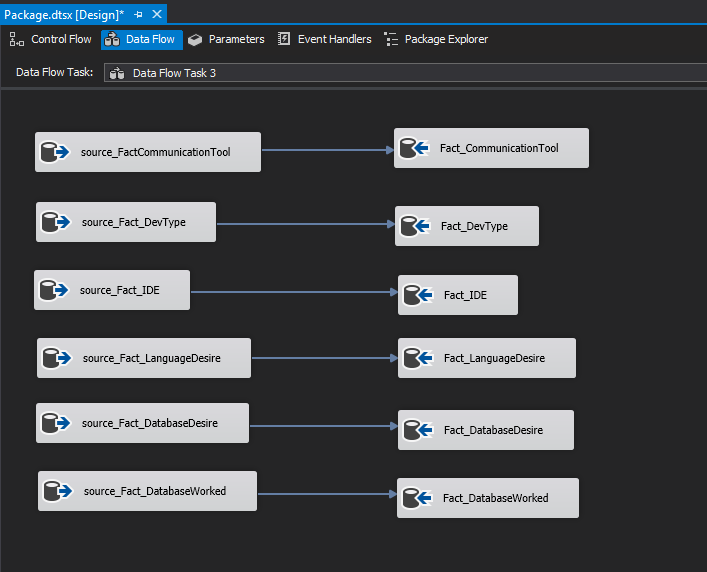 Package.dtsx [Design]*
Control Flow Data Flow Parameters Event Handlers Package Explorer
Data Flow Task: Data Flow Task 3
source_FactCommunicationTool Fact_CommunicationTool
source_Fact_DevType Fact_DevType
source_Fact_IDE Fact_IDE
source_Fact_LanguageDesire Fact_LanguageDesire
source_Fact_DatabaseDesire Fact_DatabaseDesire
source_Fact_DatabaseWorked Fact_DatabaseWorked